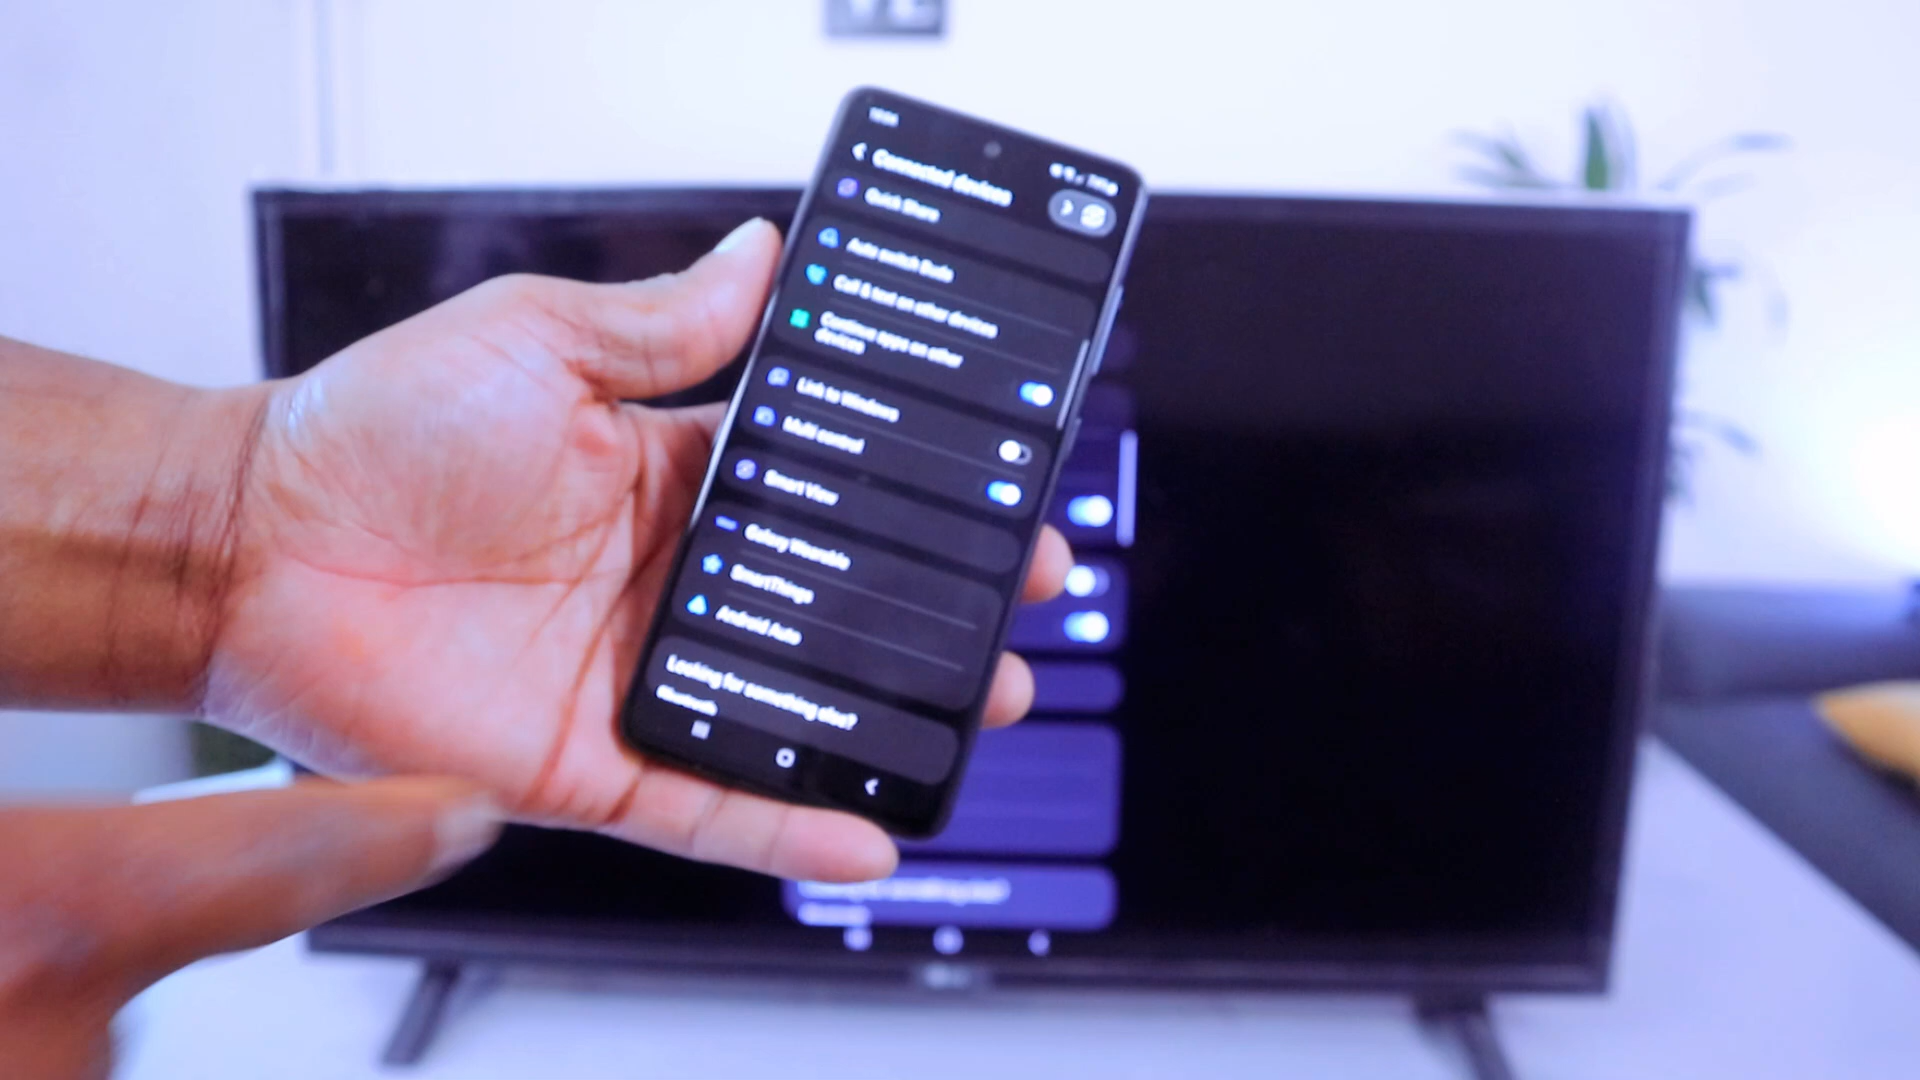 Connected devices
Quick Share
Auto switch Buds
Call & text on other devices
Continue apps on other
devices
Link to Windows
Multi control
Smart View
Galaxy Wearable
SmartThings
Android Auto
Looking for something else?
Bluetooth